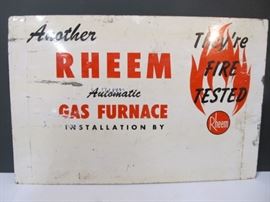 Another
RHEEM
Automatic
GAS FURNACE
INSTALLATION BY
They're
FIRE
TESTED
Rheem